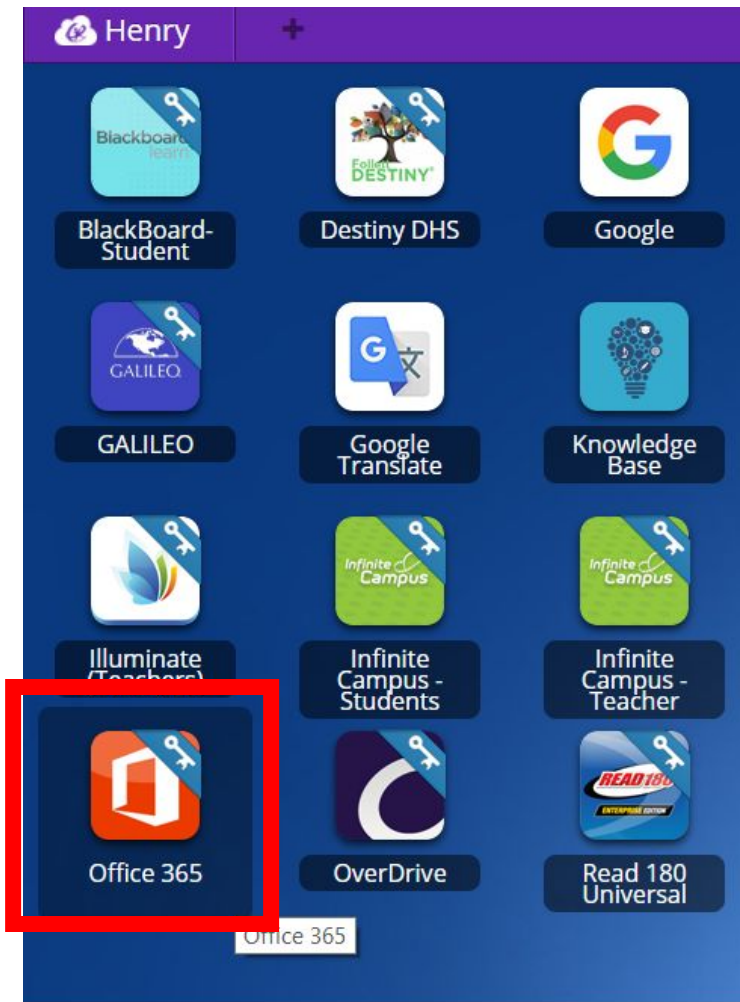 Henry +
Blackboard
learn
Follett
DESTINY
G
BlackBoard-
Student
Destiny DHS
Google
GALILEO
G 文
GALILEO
Google
Translate
Knowledge
Base
Infinite
Campus
Infinite
Campus
Illuminate
(Teachers)
Infinite
Campus -
Students
Infinite
Campus -
Teacher
READ 180
ENTERPRISE EDITION
Office 365
OverDrive
Read 180
Universal
Office 365